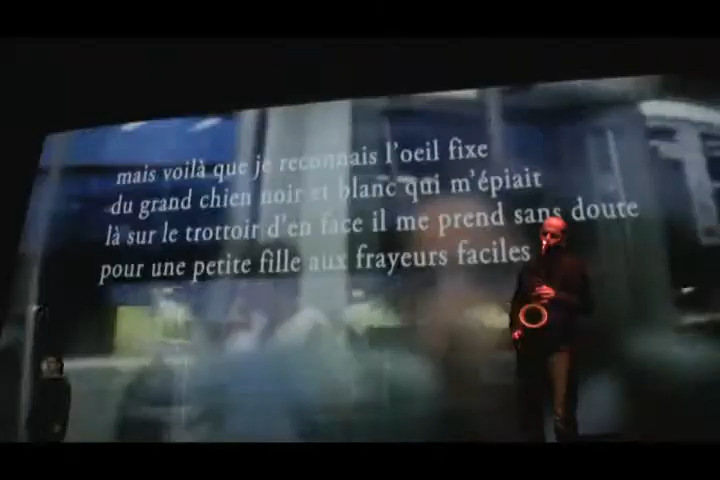 mais voilà que je reconnais l'oeil fixe
du grand chien noir et blanc qui m'épiait
là sur le trottoir d'en face il me prend sans doute
pour une petite fille aux frayeurs faciles